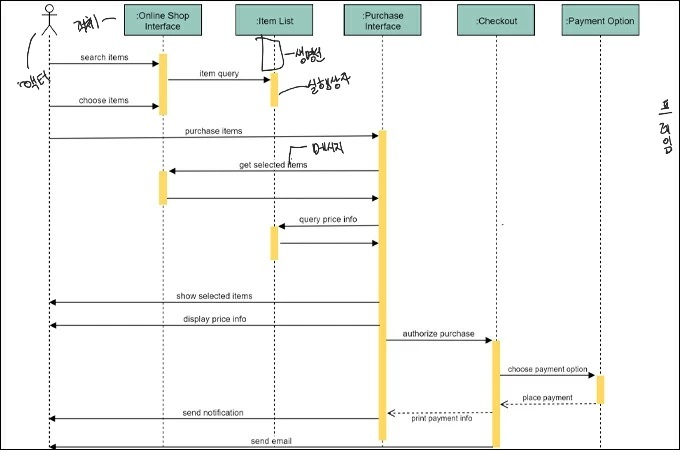 :Online Shop
Interface
:Item List
:Purchase
Interface
:Checkout
:Payment Option
객체
액터
생명선
실행상자
메시지
프레임
search items
item query
choose items
purchase items
get selected items
query price info
show selected items
display price info
authorize purchase
choose payment option
place payment
print payment info
send notification
send email